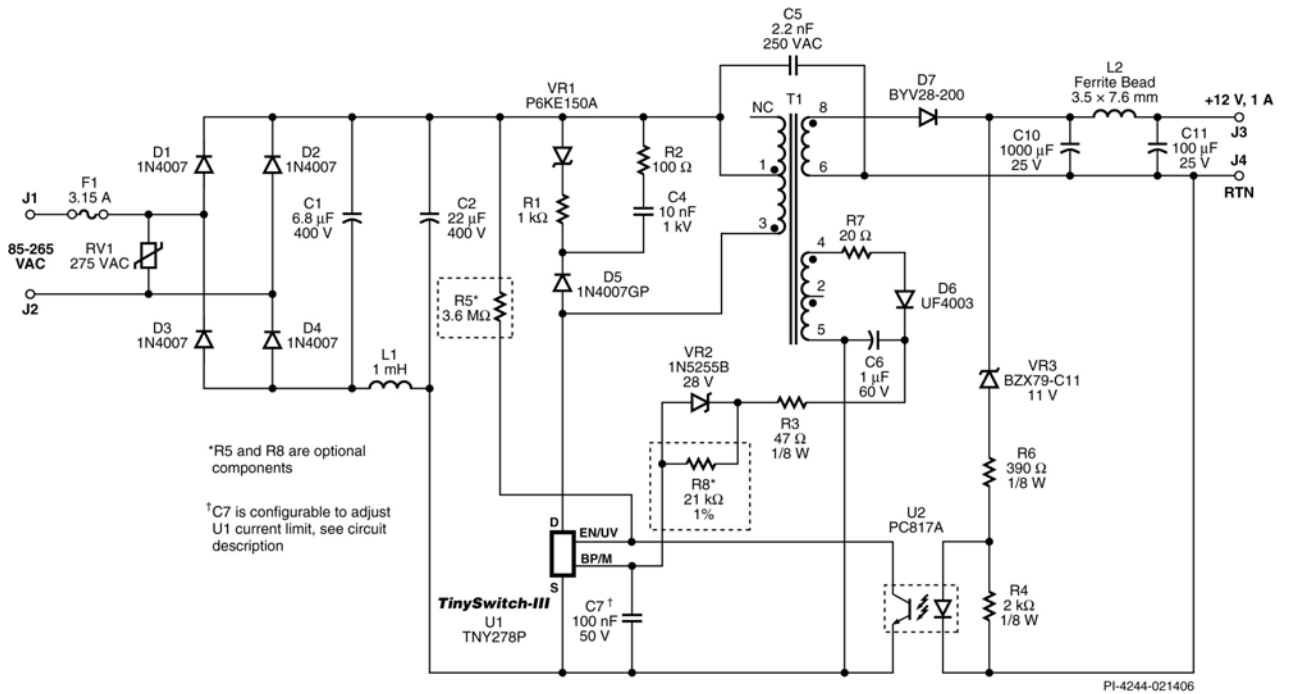 C5
2.2 nF
250 VAC
VR1
P6KE150A
NC
T1
8
D7
BYV28-200
L2
Ferrite Bead
3.5 × 7.6 mm
+12 V, 1 A
J3
D1
1N4007
D2
1N4007
R2
100 Ω
C10
1000 µF
25 V
C11
100 µF
25 V
J4
RTN
1
6
F1
3.15 A
J1
C1
6.8 µF
400 V
C2
22 µF
400 V
R1
1 kΩ
C4
10 nF
1 kV
3
85-265
VAC
RV1
275 VAC
R7
20 Ω
4
J2
D5
1N4007GP
R5*
3.6 MΩ
2
D6
UF4003
D3
1N4007
D4
1N4007
5
L1
1 mH
VR2
1N5255B
28 V
C6
1 µF
60 V
VR3
BZX79-C11
11 V
R3
47 Ω
1/8 W
*R5 and R8 are optional
components
R8*
21 kΩ
1%
R6
390 Ω
1/8 W
†C7 is configurable to adjust
U1 current limit, see circuit
description
D
EN/UV
BP/M
S
U2
PC817A
TinySwitch-III
U1
TNY278P
C7†
100 nF
50 V
R4
2 kΩ
1/8 W
PI-4244-021406